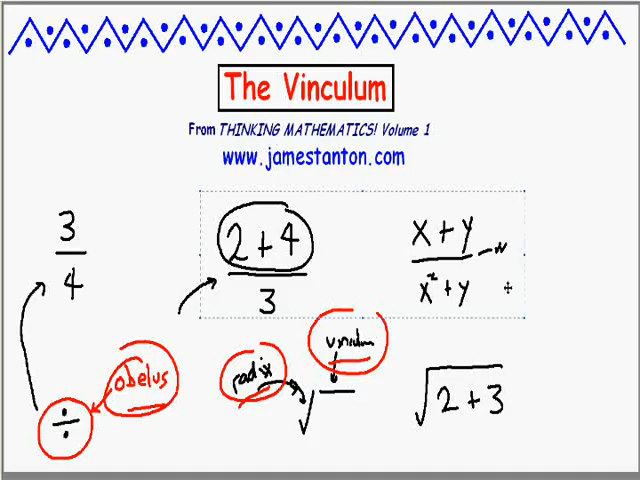 The Vinculum
From THINKING MATHEMATICS! Volume 1
www.jamestanton.com
3
4
2 + 4
3
x + y
x² + y
obelus
÷
radix
vinculum
√
√2 + 3